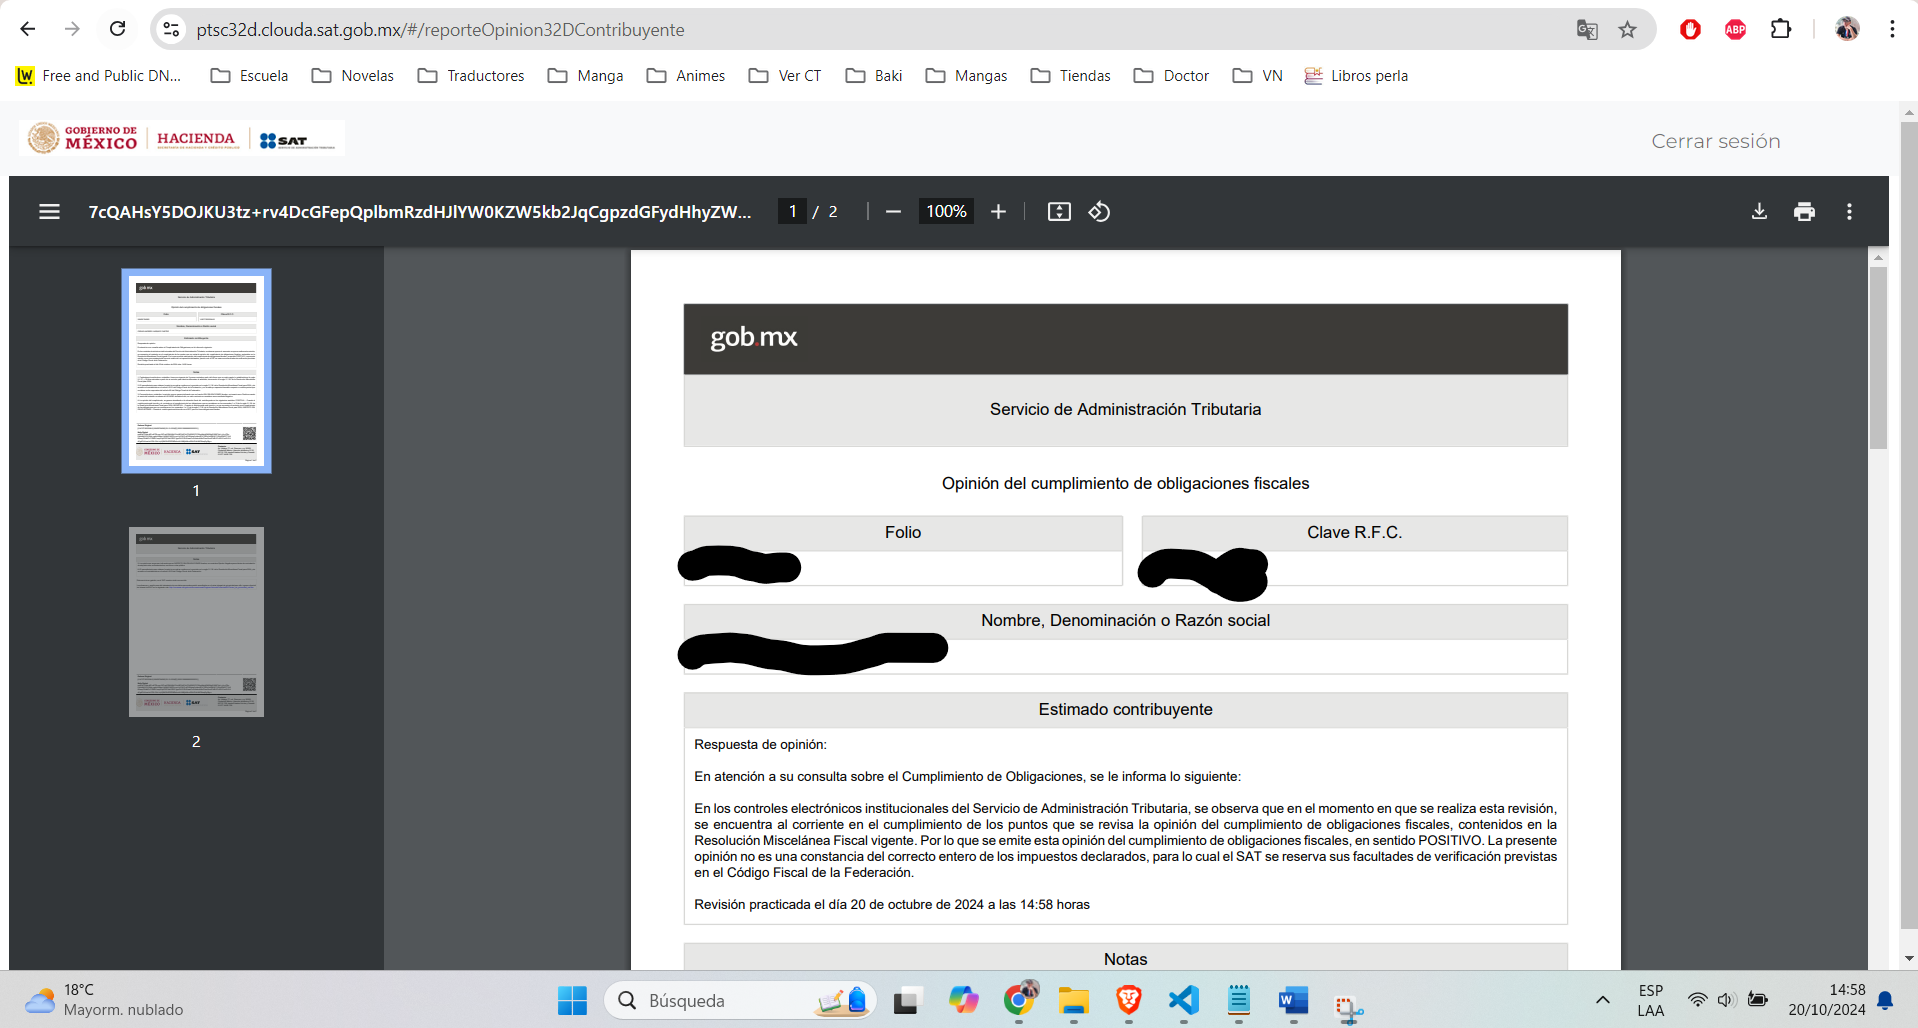 ptsc32d.clouda.sat.gob.mx/#/reporteOpinion32DContribuyente
ABP
Free and Public DN...
Escuela
Novelas
Traductores
Manga
Animes
Ver CT
Baki
Mangas
Tiendas
Doctor
VN
Libros perla
GOBIERNO DE MÉXICO
HACIENDA
SAT
Cerrar sesión
7cQAHsY5DOJKU3tz+rv4DcGFepQplbmRzdHJlYW0KZW5kb2JqCgpzdGFydHhyZW...
1 / 2
100%
1
2
gob.mx
Servicio de Administración Tributaria
Opinión del cumplimiento de obligaciones fiscales
Folio
Clave R.F.C.
Nombre, Denominación o Razón social
Estimado contribuyente
Respuesta de opinión:
En atención a su consulta sobre el Cumplimiento de Obligaciones, se le informa lo siguiente:
En los controles electrónicos institucionales del Servicio de Administración Tributaria, se observa que en el momento en que se realiza esta revisión,
se encuentra al corriente en el cumplimiento de los puntos que se revisa la opinión del cumplimiento de obligaciones fiscales, contenidos en la
Resolución Miscelánea Fiscal vigente. Por lo que se emite esta opinión del cumplimiento de obligaciones fiscales, en sentido POSITIVO. La presente
opinión no es una constancia del correcto entero de los impuestos declarados, para lo cual el SAT se reserva sus facultades de verificación previstas
en el Código Fiscal de la Federación.
Revisión practicada el día 20 de octubre de 2024 a las 14:58 horas
Notas
18°C
Mayorm. nublado
Búsqueda
ESP
LAA
14:58
20/10/2024